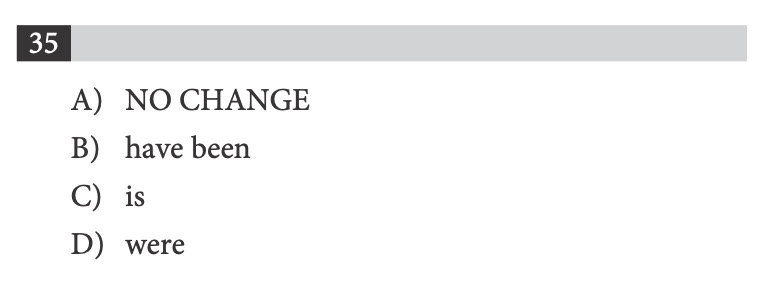 35
A) NO CHANGE
B) have been
C) is
D) were